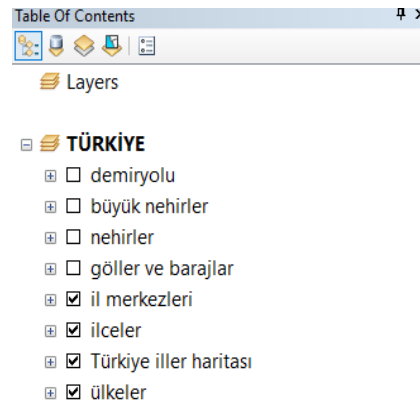 Table Of Contents
Layers
TÜRKİYE
demiryolu
büyük nehirler
nehirler
göller ve barajlar
il merkezleri
ilceler
Türkiye iller haritası
ülkeler